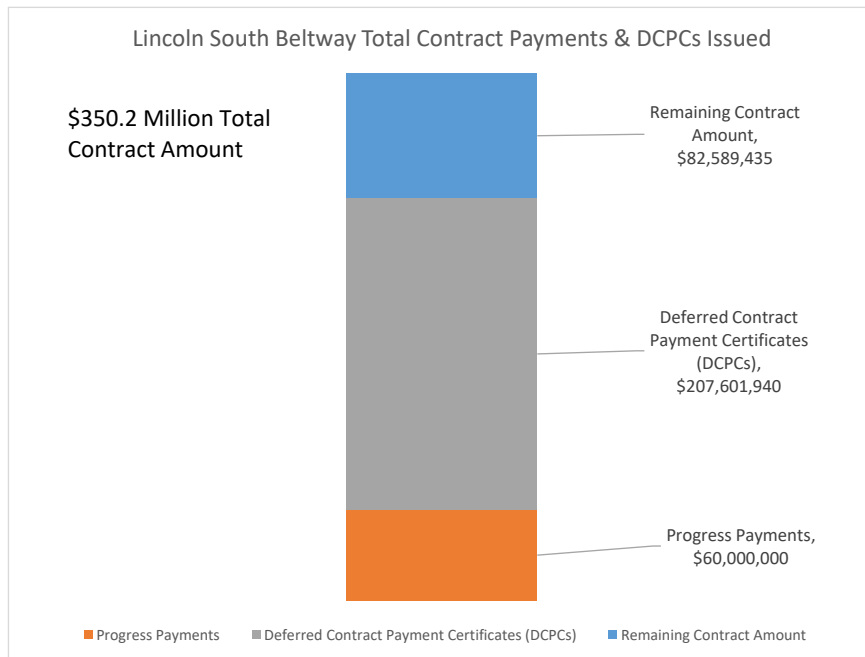 Lincoln South Beltway Total Contract Payments & DCPCs Issued
$350.2 Million Total
Contract Amount
Remaining Contract
Amount,
$82,589,435
Deferred Contract
Payment Certificates
(DCPCs),
$207,601,940
Progress Payments,
$60,000,000
Progress Payments
Deferred Contract Payment Certificates (DCPCs)
Remaining Contract Amount